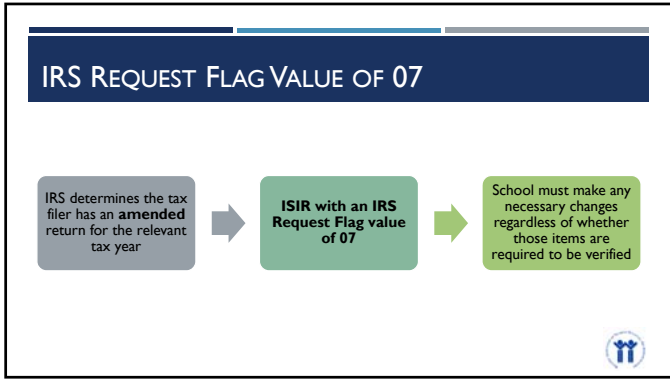 IRS REQUEST FLAG VALUE OF 07
IRS determines the tax
filer has an amended
return for the relevant
tax year
ISIR with an IRS
Request Flag value
of 07
School must make any
necessary changes
regardless of whether
those items are
required to be verified